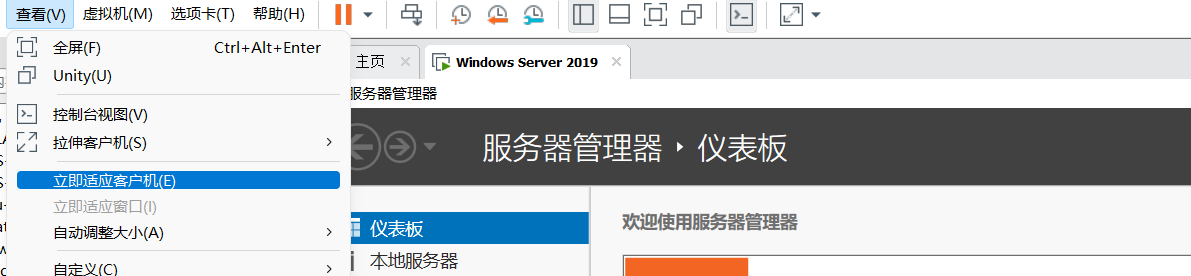 查看(V) 虚拟机(M) 选项卡(T) 帮助(H)
全屏(F) Ctrl+Alt+Enter
Unity(U)
控制台视图(V)
拉伸客户机(S)
立即适应客户机(E)
立即适应窗口(I)
自动调整大小(A)
自定义(C)
主页 Windows Server 2019
服务器管理器
服务器管理器 仪表板
仪表板
本地服务器
欢迎使用服务器管理器